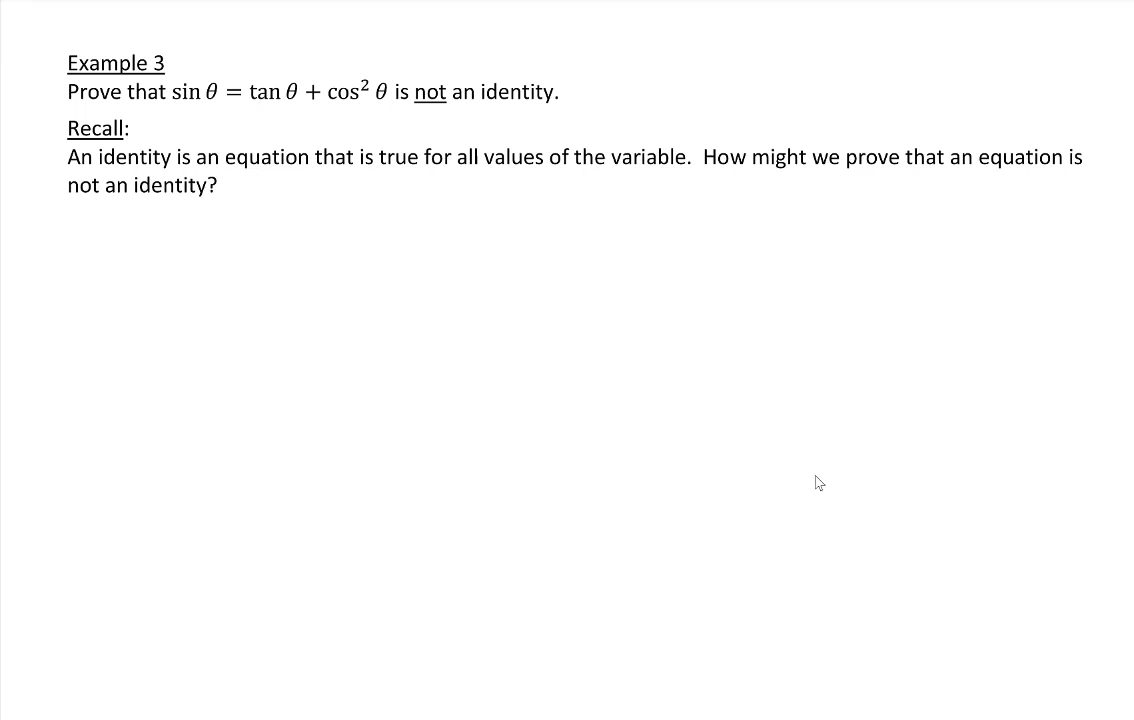 Example 3
Prove that sin θ = tan θ + cos² θ is not an identity.
Recall:
An identity is an equation that is true for all values of the variable.  How might we prove that an equation is
not an identity?